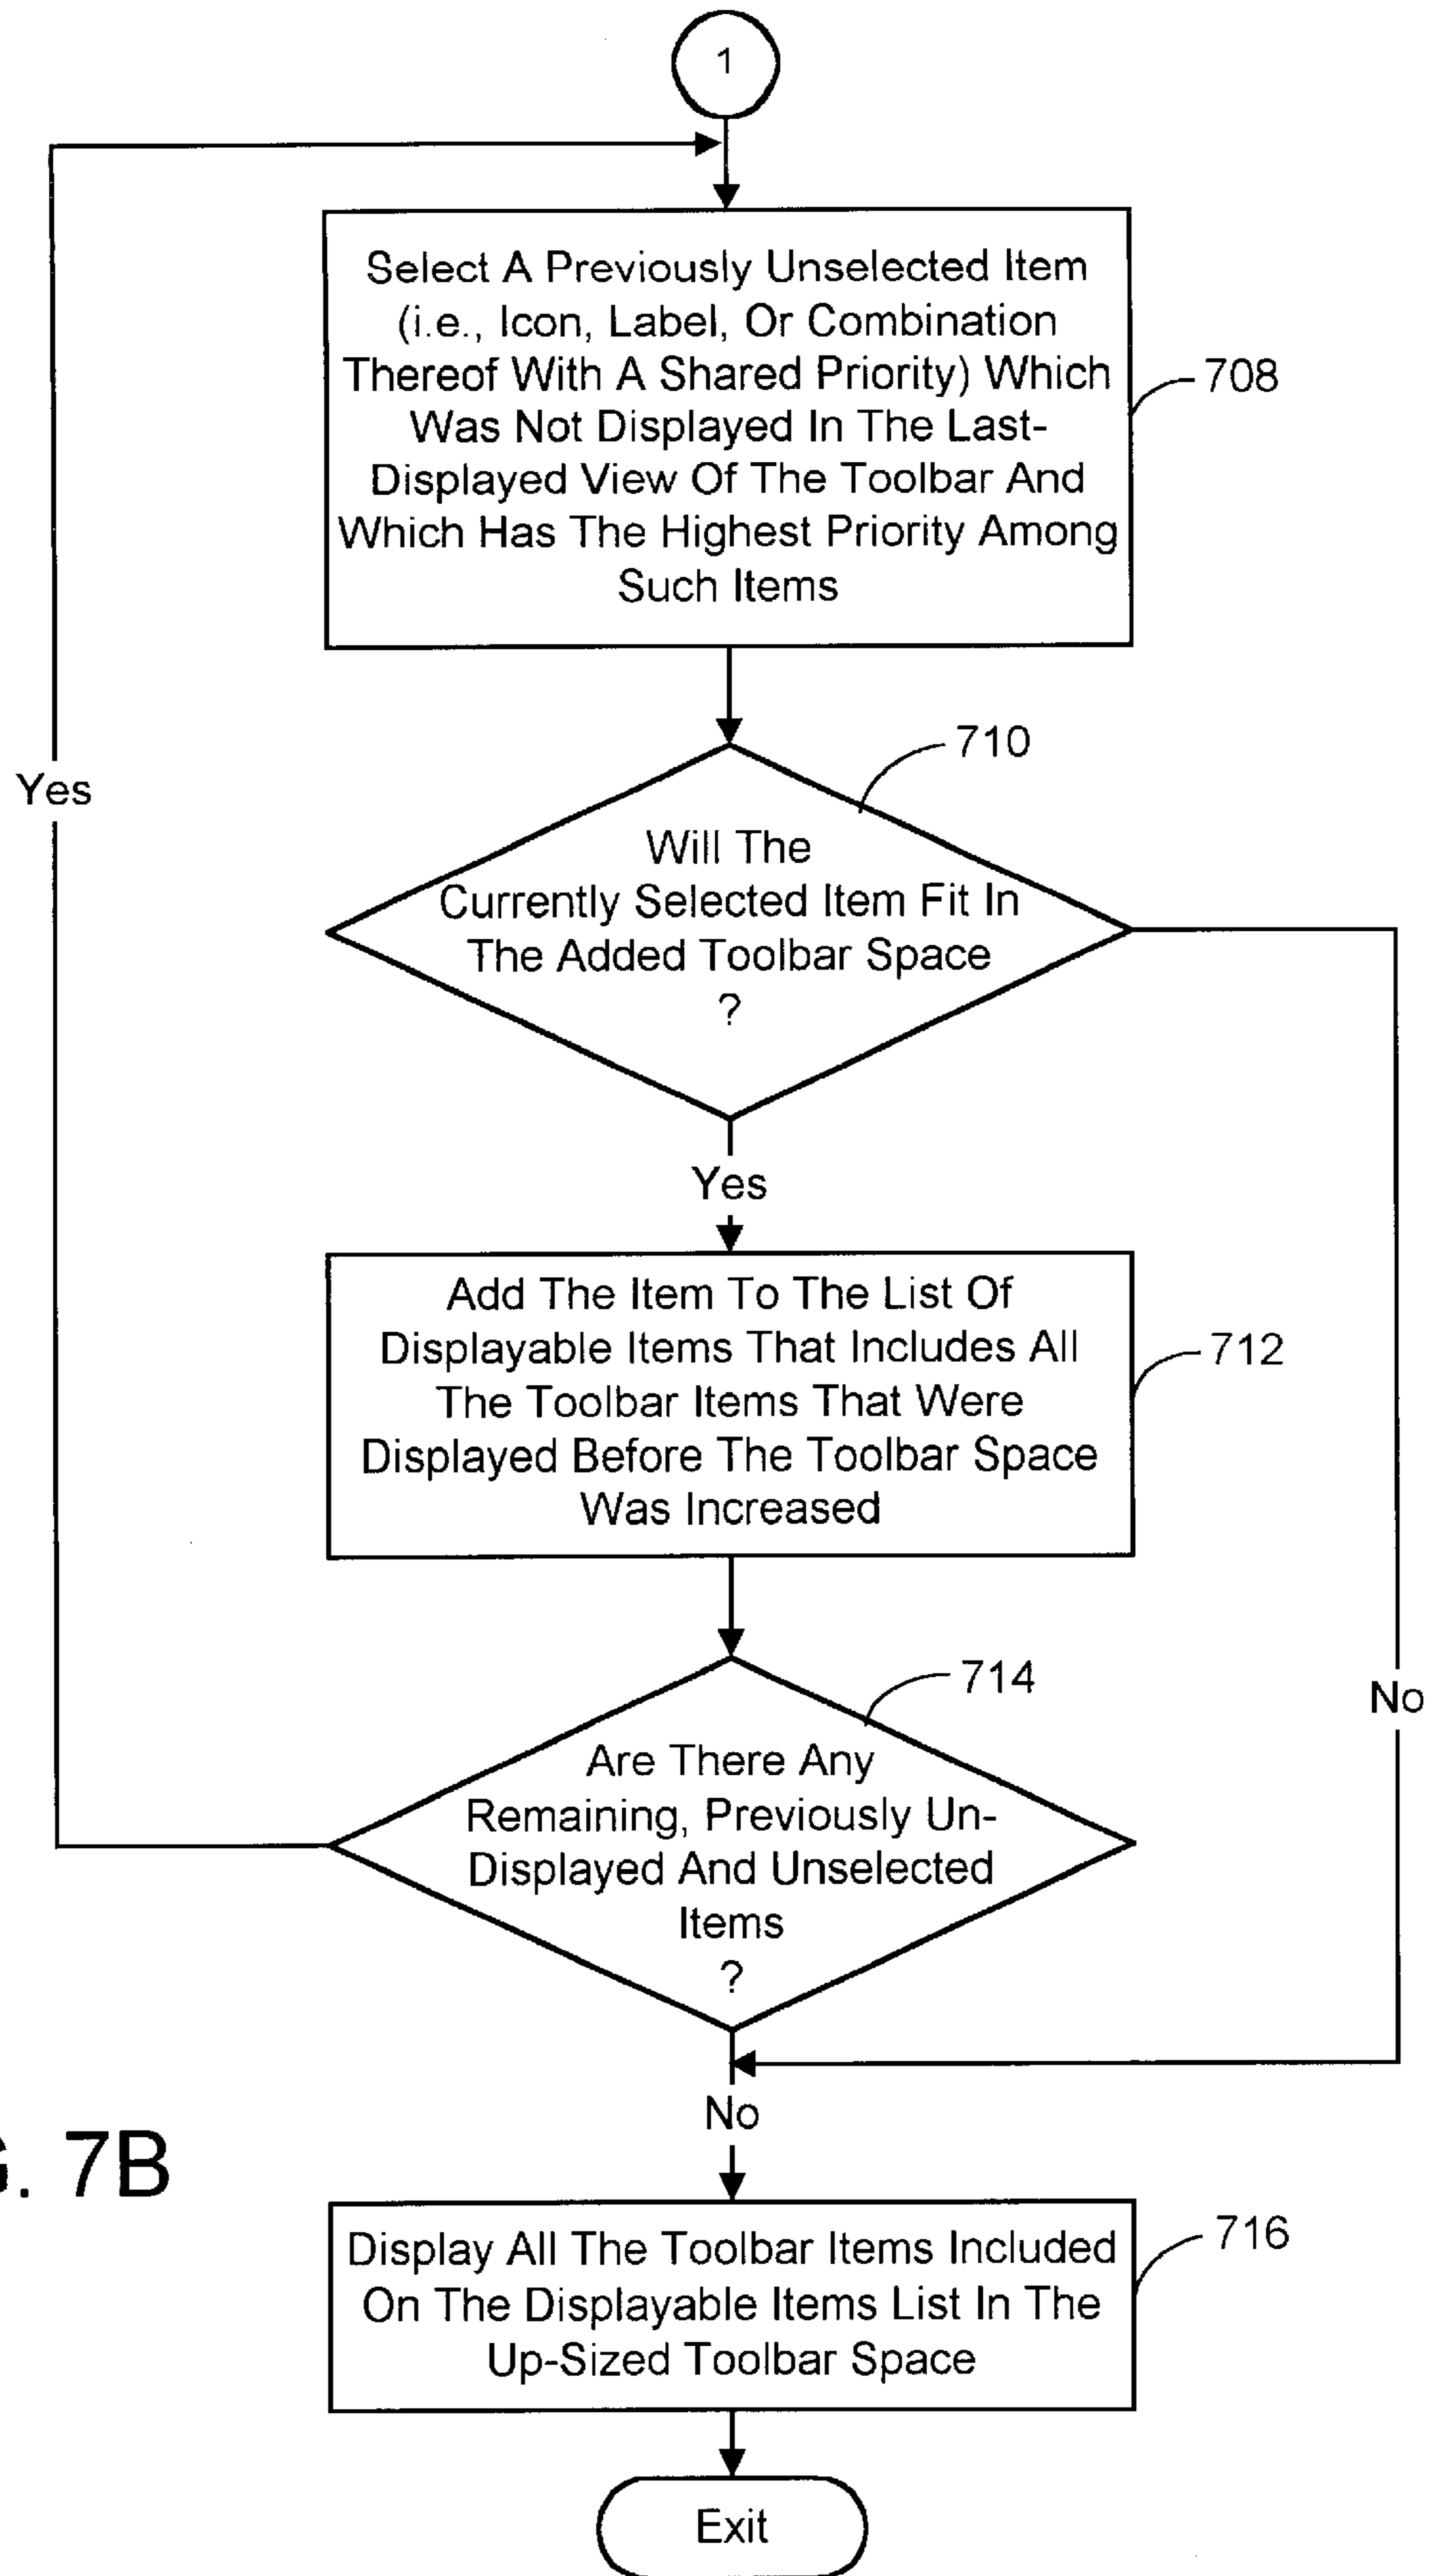 1
Select A Previously Unselected Item
(i.e., Icon, Label, Or Combination
Thereof With A Shared Priority) Which
Was Not Displayed In The Last-
Displayed View Of The Toolbar And
Which Has The Highest Priority Among
Such Items
708
710
Yes
Will The
Currently Selected Item Fit In
The Added Toolbar Space
?
Yes
Add The Item To The List Of
Displayable Items That Includes All
The Toolbar Items That Were
Displayed Before The Toolbar Space
Was Increased
712
714
No
Are There Any
Remaining, Previously Un-
Displayed And Unselected
Items
?
No
G. 7B
Display All The Toolbar Items Included
On The Displayable Items List In The
Up-Sized Toolbar Space
716
Exit